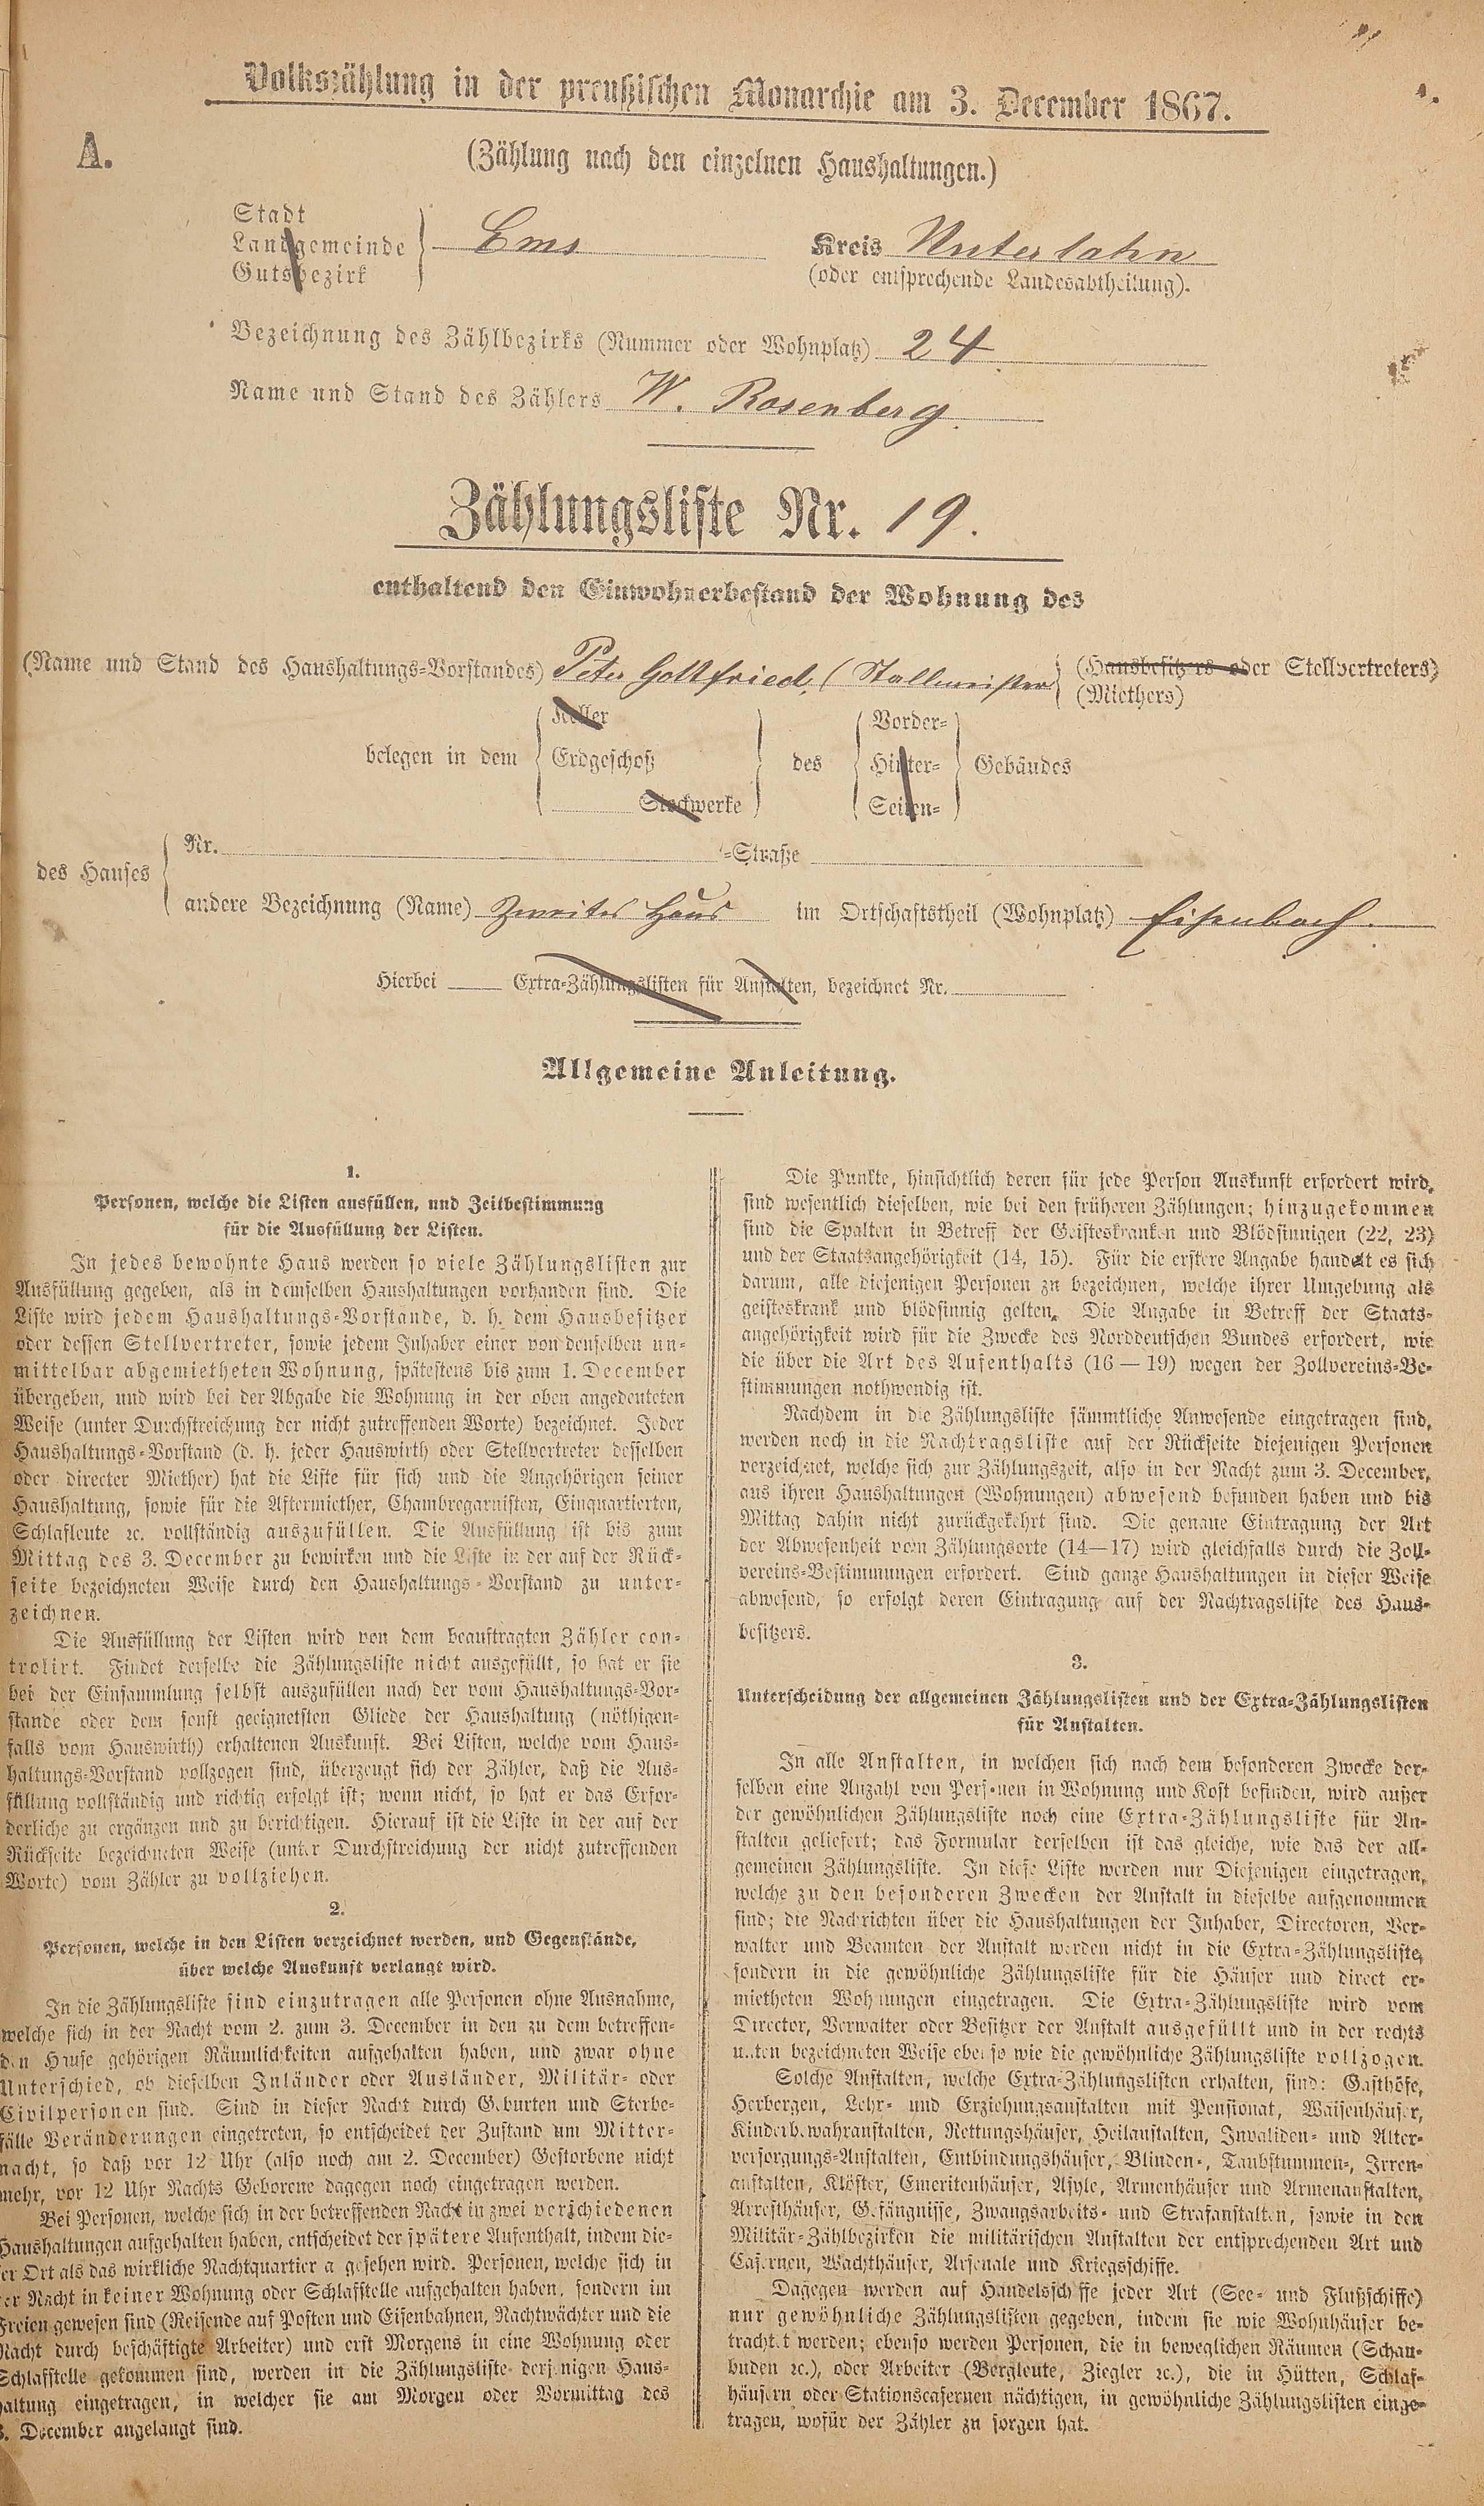 Volkszählung in der preußischen Monarchie am 3. December 1867.
A.
(Zählung nach den einzelnen Haushaltungen.)
Stadt
Landgemeinde
Gutsbezirk
Ems
Kreis Unterlahn
(oder entsprechende Landesabtheilung).
Bezeichnung des Zählbezirks (Nummer oder Wohnplatz) 24
Name und Stand des Zählers W. Rosenberg.
Zählungsliste Nr. 19.
enthaltend den Einwohnerbestand der Wohnung des
(Name und Stand des Haushaltungs-Vorstandes) Peter Gottfried, (Stallmeister (Hausbesitzers oder Stellvertreters)
(Miethers)
Keller
belegen in dem Erdgeschoß des
Stockwerke
Vorder-
Hinter- Gebäudes
Seiten-
des Hauses
Nr. -Straße
andere Bezeichnung (Name) Zweites Haus im Ortschaftstheil (Wohnplatz) Eisenbach.
Hierbei Extra-Zählungslisten für Anstalten, bezeichnet Nr.
Allgemeine Anleitung.
1.
Personen, welche die Listen ausfüllen, und Zeitbestimmung
für die Ausfüllung der Listen.
In jedes bewohnte Haus werden so viele Zählungslisten zur
Ausfüllung gegeben, als in demselben Haushaltungen vorhanden sind. Die
Liste wird jedem Haushaltungs-Vorstande, d. h. dem Hausbesitzer
oder dessen Stellvertreter, sowie jedem Inhaber einer von denselben un-
mittelbar abgemietheten Wohnung, spätestens bis zum 1. December
übergeben, und wird bei der Abgabe die Wohnung in der oben angedeuteten
Weise (unter Durchstreichung der nicht zutreffenden Worte) bezeichnet. Jeder
Haushaltungs-Vorstand (d. h. jeder Hauswirth oder Stellvertreter desselben
oder directer Miether) hat die Liste für sich und die Angehörigen seiner
Haushaltung, sowie für die Aftermiether, Chambregarnisten, Einquartierten,
Schlafleute ꝛc. vollständig auszufüllen. Die Ausfüllung ist bis zum
Mittag des 3. December zu bewirken und die Liste in der auf der Rück-
seite bezeichneten Weise durch den Haushaltungs-Vorstand zu unter-
zeichnen.
Die Ausfüllung der Listen wird von dem beauftragten Zähler con-
trolirt. Findet derselbe die Zählungsliste nicht ausgefüllt, so hat er sie
bei der Einsammlung selbst auszufüllen nach der vom Haushaltungs-Vor-
stande oder dem sonst geeignetsten Gliede der Haushaltung (nöthigen-
falls vom Hauswirth) erhaltenen Auskunft. Bei Listen, welche vom Haus-
haltungs-Vorstand vollzogen sind, überzeugt sich der Zähler, daß die Aus-
füllung vollständig und richtig erfolgt ist; wenn nicht, so hat er das Erfor-
derliche zu ergänzen und zu berichtigen. Hierauf ist die Liste in der auf der
Rückseite bezeichneten Weise (unter Durchstreichung der nicht zutreffenden
Worte) vom Zähler zu vollziehen.
2.
Personen, welche in den Listen verzeichnet werden, und Gegenstände,
über welche Auskunft verlangt wird.
In die Zählungsliste sind einzutragen alle Personen ohne Ausnahme,
welche sich in der Nacht vom 2. zum 3. December in den zu dem betreffen-
den Hause gehörigen Räumlichkeiten aufgehalten haben, und zwar ohne
Unterschied, ob dieselben Inländer oder Ausländer, Militär- oder
Civilpersonen sind. Sind in dieser Nacht durch Geburten und Sterbe-
fälle Veränderungen eingetreten, so entscheidet der Zustand um Mitter-
nacht, so daß vor 12 Uhr (also noch am 2. December) Gestorbene nicht
mehr, vor 12 Uhr Nachts Geborene dagegen noch eingetragen werden.
Bei Personen, welche sich in der betreffenden Nacht in zwei verschiedenen
Haushaltungen aufgehalten haben, entscheidet der spätere Aufenthalt, indem die-
ser Ort als das wirkliche Nachtquartier angesehen wird. Personen, welche sich in
der Nacht in keiner Wohnung oder Schlafstelle aufgehalten haben, sondern im
Freien gewesen sind (Reisende auf Posten und Eisenbahnen, Nachtwächter und die
Nacht durch beschäftigte Arbeiter) und erst Morgens in eine Wohnung oder
Schlafstelle gekommen sind, werden in die Zählungsliste derjenigen Haus-
haltung eingetragen, in welcher sie am Morgen oder Vormittag des
3. December angelangt sind.
Die Punkte, hinsichtlich deren für jede Person Auskunft erfordert wird,
sind wesentlich dieselben, wie bei den früheren Zählungen; hinzugekommen
sind die Spalten in Betreff der Geisteskranken und Blödsinnigen (22, 23)
und der Staatsangehörigkeit (14, 15). Für die erstere Angabe handelt es sich
darum, alle diejenigen Personen zu bezeichnen, welche ihrer Umgebung als
geisteskrank und blödsinnig gelten. Die Angabe in Betreff der Staats-
angehörigkeit wird für die Zwecke des Norddeutschen Bundes erfordert, wie
die über die Art des Aufenthalts (16—19) wegen der Zollvereins-Be-
stimmungen nothwendig ist.
Nachdem in die Zählungsliste sämmtliche Anwesende eingetragen sind,
werden noch in die Nachtragsliste auf der Rückseite diejenigen Personen
verzeichnet, welche sich zur Zählungszeit, also in der Nacht zum 3. December,
aus ihren Haushaltungen (Wohnungen) abwesend befunden haben und bis
Mittag dahin nicht zurückgekehrt sind. Die genaue Eintragung der Art
der Abwesenheit vom Zählungsorte (14—17) wird gleichfalls durch die Zoll-
vereins-Bestimmungen erfordert. Sind ganze Haushaltungen in dieser Weise
abwesend, so erfolgt deren Eintragung auf der Nachtragsliste des Haus-
besitzers.
3.
Unterscheidung der allgemeinen Zählungslisten und der Extra-Zählungslisten
für Anstalten.
In alle Anstalten, in welchen sich nach dem besonderen Zwecke der-
selben eine Anzahl von Personen in Wohnung und Kost befinden, wird außer
der gewöhnlichen Zählungsliste noch eine Extra-Zählungsliste für An-
stalten geliefert; das Formular derselben ist das gleiche, wie das der all-
gemeinen Zählungsliste. In diese Liste werden nur Diejenigen eingetragen,
welche zu den besonderen Zwecken der Anstalt in dieselbe aufgenommen
sind; die Nachrichten über die Haushaltungen der Inhaber, Directoren, Ver-
walter und Beamten der Anstalt werden nicht in die Extra-Zählungsliste,
sondern in die gewöhnliche Zählungsliste für die Häuser und direct er-
mietheten Wohnungen eingetragen. Die Extra-Zählungsliste wird vom
Director, Verwalter oder Besitzer der Anstalt ausgefüllt und in der rechts
unten bezeichneten Weise ebenso wie die gewöhnliche Zählungsliste vollzogen.
Solche Anstalten, welche Extra-Zählungslisten erhalten, sind: Gasthöfe,
Herbergen, Lehr- und Erziehungsanstalten mit Pensionat, Waisenhäuser,
Kinderbewahranstalten, Rettungshäuser, Heilanstalten, Invaliden- und Alter-
versorgungs-Anstalten, Entbindungshäuser, Blinden-, Taubstummen-, Irren-
anstalten, Klöster, Emeritenhäuser, Asyle, Armenhäuser und Armenanstalten,
Arresthäuser, Gefängnisse, Zwangsarbeits- und Strafanstalten, sowie in den
Militär-Zählbezirken die militärischen Anstalten der entsprechenden Art und
Casernen, Wachthäuser, Arsenale und Kriegsschiffe.
Dagegen werden auf Handelsschiffe jeder Art (See- und Flußschiffe)
nur gewöhnliche Zählungslisten gegeben, indem sie wie Wohnhäuser be-
trachtet werden; ebenso werden Personen, die in beweglichen Räumen (Schau-
buden ꝛc.), oder Arbeiter (Bergleute, Ziegler ꝛc.), die in Hütten, Schlaf-
häusern oder Stationscasernen nächtigen, in gewöhnliche Zählungslisten einge-
tragen, wofür der Zähler zu sorgen hat.